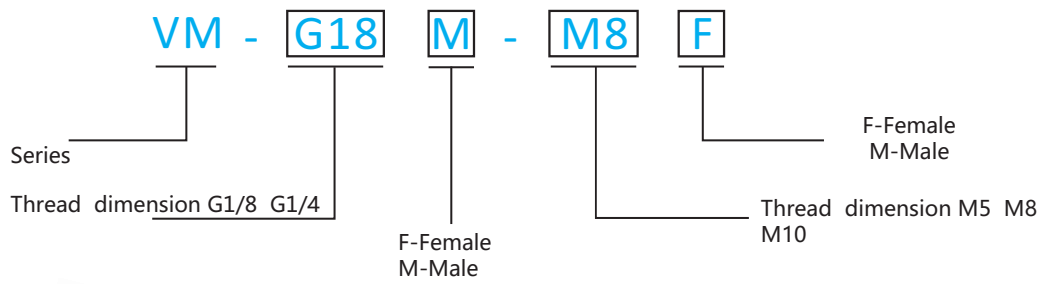 VM - G18 M - M8 F
F-Female
M-Male
Series
Thread dimension G1/8 G1/4
Thread dimension M5 M8
M10
F-Female
M-Male